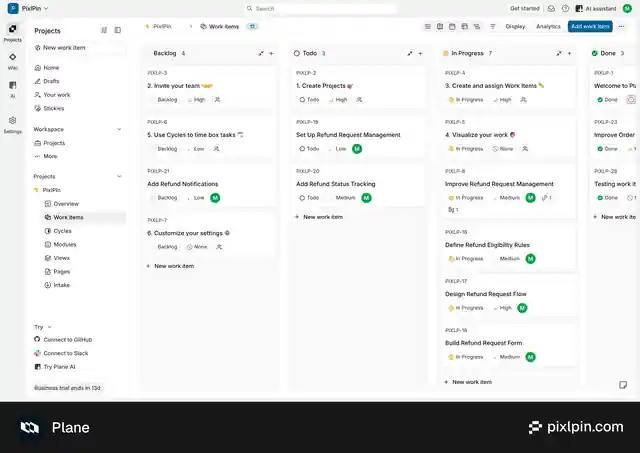 PixlPin
Search
Get started
AI assistant
M
Projects
Wiki
AI
Settings
Projects
New work item
Home
Drafts
Your work
Stickies
Workspace
Projects
More
Projects
PixlPin
Overview
Work items
Cycles
Modules
Views
Pages
Intake
Try
Connect to GitHub
Connect to Slack
Try Plane AI
Business trial ends in 13d
PixlPin
Work items
Display
Analytics
Add work item
Backlog 4
PIXLP-3
2. Invite your team
Backlog High
PIXLP-6
5. Use Cycles to time box tasks
Backlog Low
PIXLP-21
Add Refund Notifications
Backlog Low M
PIXLP-7
6. Customize your settings
Backlog None
New work item
Todo 3
PIXLP-2
1. Create Projects
Todo High
PIXLP-19
Set Up Refund Request Management
Todo Low M
PIXLP-20
Add Refund Status Tracking
Todo Medium M
New work item
In Progress 7
PIXLP-4
3. Create and assign Work Items
In Progress High
PIXLP-5
4. Visualize your work
In Progress None
PIXLP-8
Improve Refund Request Management
In Progress Medium M 1
1
Define Refund Eligibility Rules
In Progress Medium M
PIXLP-17
Design Refund Request Flow
In Progress High M
Build Refund Request Form
In Progress Medium M
New work item
Done 3
PIXLP-1
Welcome to Pl
Done
PIXLP-23
Improve Order
Done
PIXLP-28
Testing work it
Done
Plane
pixlpin.com